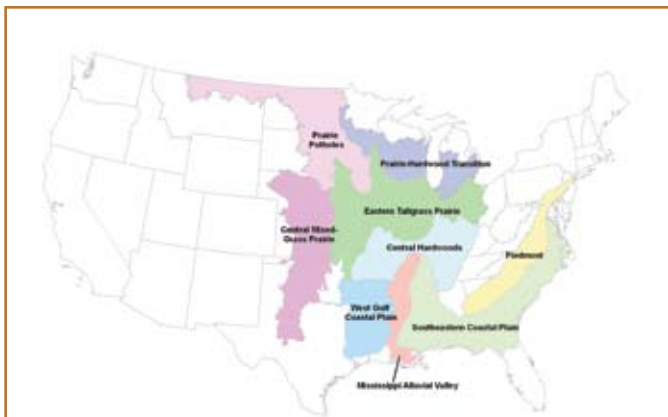 Prairie
Potholes
Prairie-Hardwood Transition
Eastern Tallgrass Prairie
Central Mixed-
Grass Prairie
Central Hardwoods
Piedmont
West Gulf
Coastal Plain
Southeastern Coastal Plain
Mississippi Alluvial Valley